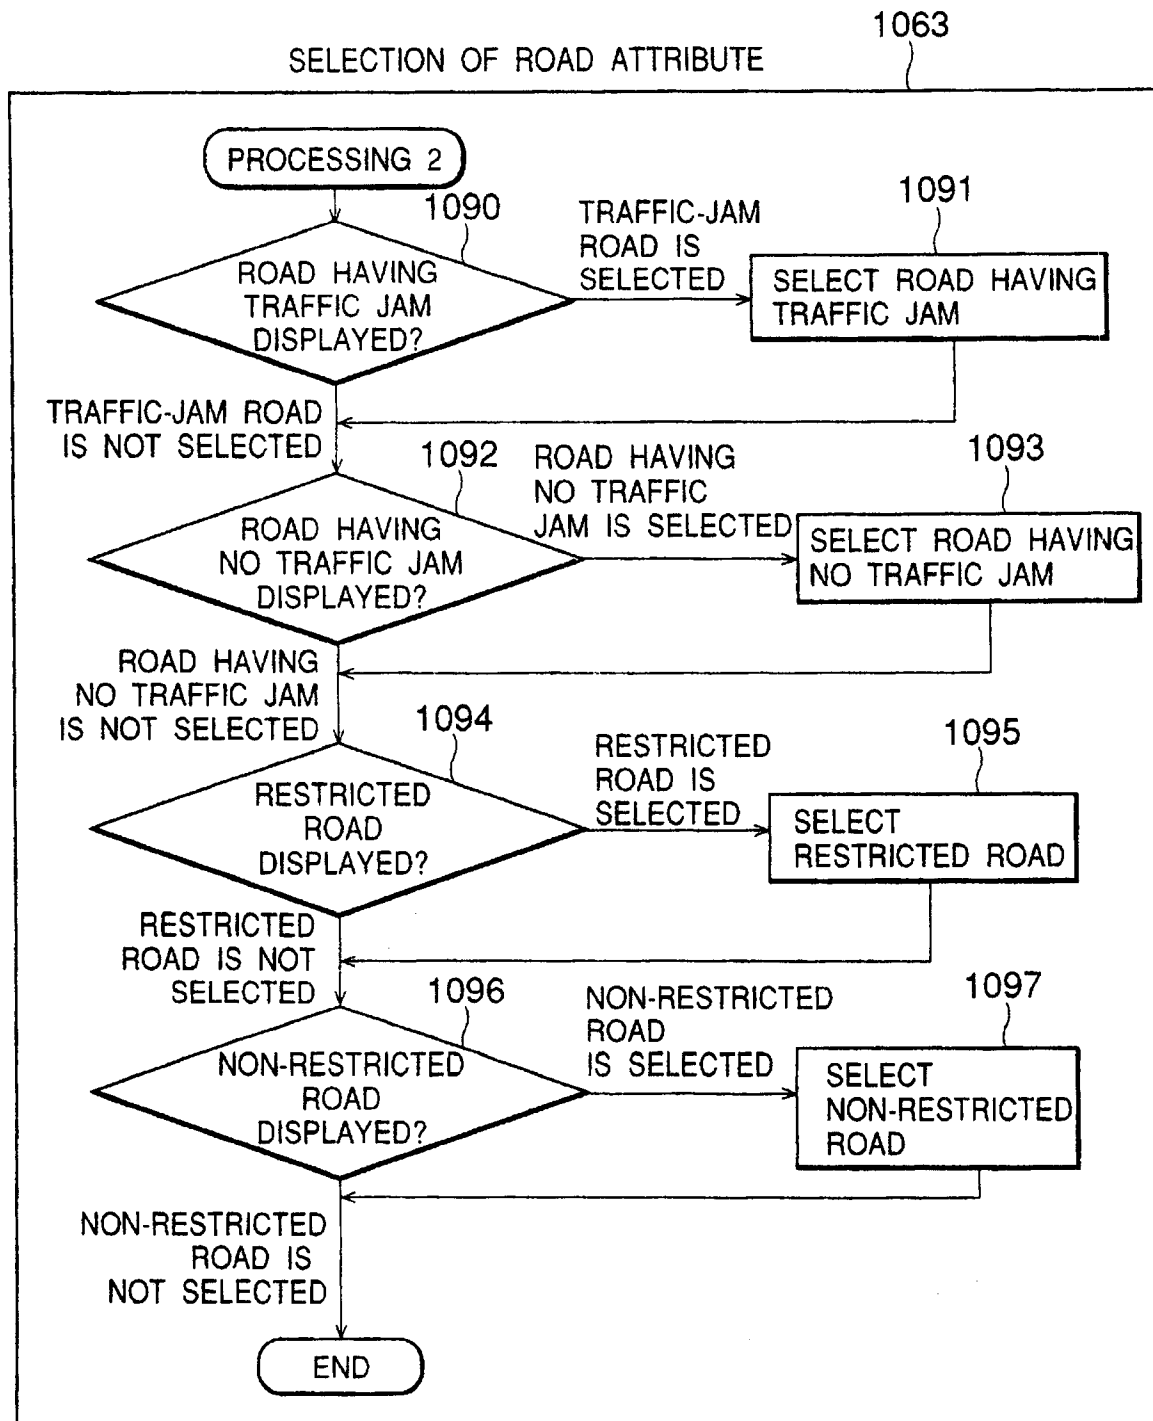 1063
SELECTION OF ROAD ATTRIBUTE
PROCESSING 2
1090
TRAFFIC-JAM
ROAD IS
SELECTED
1091
ROAD HAVING
TRAFFIC JAM
DISPLAYED?
SELECT ROAD HAVING
TRAFFIC JAM
TRAFFIC-JAM ROAD
IS NOT SELECTED
1092
ROAD HAVING
NO TRAFFIC
JAM IS SELECTED
1093
ROAD HAVING
NO TRAFFIC JAM
DISPLAYED?
SELECT ROAD HAVING
NO TRAFFIC JAM
ROAD HAVING
NO TRAFFIC JAM
IS NOT SELECTED
1094
RESTRICTED
ROAD IS
SELECTED
1095
RESTRICTED
ROAD
DISPLAYED?
SELECT
RESTRICTED ROAD
RESTRICTED
ROAD IS NOT
SELECTED
1096
NON-RESTRICTED
ROAD
IS SELECTED
1097
NON-RESTRICTED
ROAD
DISPLAYED?
SELECT
NON-RESTRICTED
ROAD
NON-RESTRICTED
ROAD IS
NOT SELECTED
END